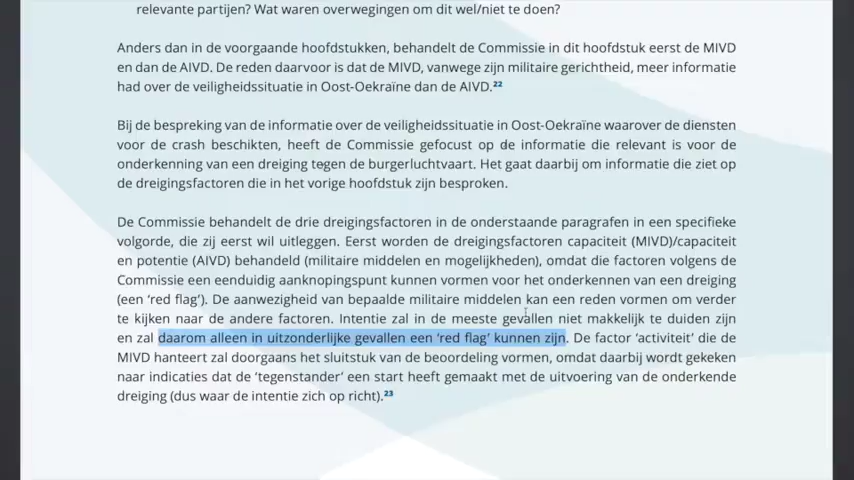 relevante partijen? Wat waren overwegingen om dit wel/niet te doen?
Anders dan in de voorgaande hoofdstukken, behandelt de Commissie in dit hoofdstuk eerst de MIVD
en dan de AIVD. De reden daarvoor is dat de MIVD, vanwege zijn militaire gerichtheid, meer informatie
had over de veiligheidssituatie in Oost-Oekraïne dan de AIVD.22
Bij de bespreking van de informatie over de veiligheidssituatie in Oost-Oekraïne waarover de diensten
voor de crash beschikten, heeft de Commissie gefocust op de informatie die relevant is voor de
onderkenning van een dreiging tegen de burgerluchtvaart. Het gaat daarbij om informatie die ziet op
de dreigingsfactoren die in het vorige hoofdstuk zijn besproken.
De Commissie behandelt de drie dreigingsfactoren in de onderstaande paragrafen in een specifieke
volgorde, die zij eerst wil uitleggen. Eerst worden de dreigingsfactoren capaciteit (MIVD)/capaciteit
en potentie (AIVD) behandeld (militaire middelen en mogelijkheden), omdat die factoren volgens de
Commissie een eenduidig aanknopingspunt kunnen vormen voor het onderkennen van een dreiging
(een ‘red flag’). De aanwezigheid van bepaalde militaire middelen kan een reden vormen om verder
te kijken naar de andere factoren. Intentie zal in de meeste gevallen niet makkelijk te duiden zijn
en zal daarom alleen in uitzonderlijke gevallen een ‘red flag’ kunnen zijn. De factor ‘activiteit’ die de
MIVD hanteert zal doorgaans het sluitstuk van de beoordeling vormen, omdat daarbij wordt gekeken
naar indicaties dat de ‘tegenstander’ een start heeft gemaakt met de uitvoering van de onderkende
dreiging (dus waar de intentie zich op richt).23